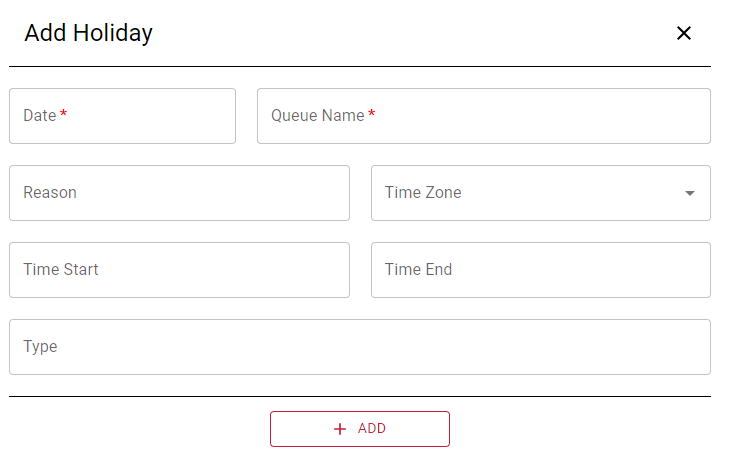 Add Holiday
Date * Queue Name *
Reason Time Zone
Time Start Time End
Type
+ ADD